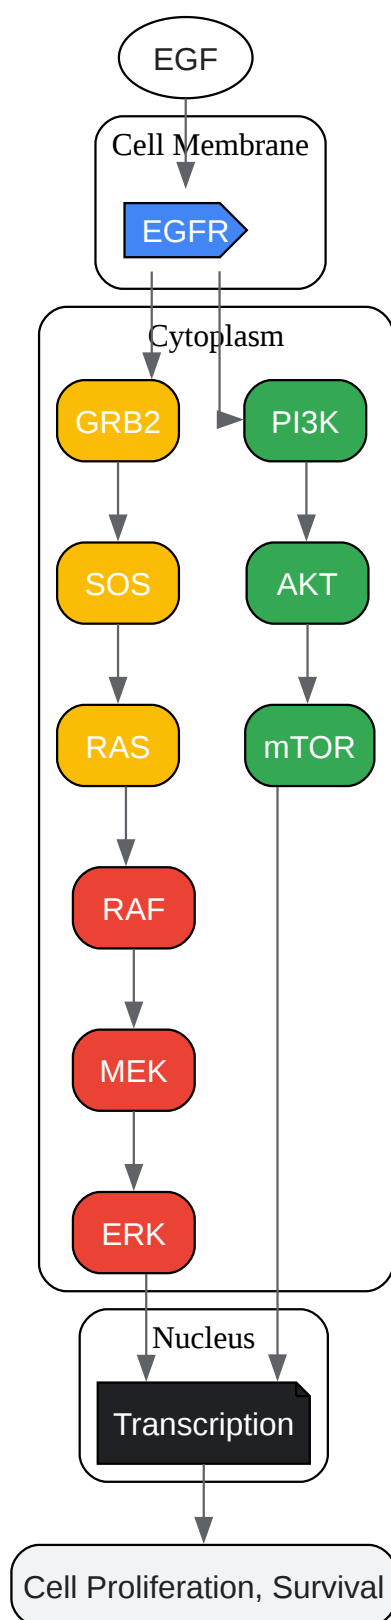 EGF
Cell Membrane
EGFR
Cytoplasm
GRB2
PI3K
SOS
AKT
RAS
mTOR
RAF
MEK
ERK
Nucleus
Transcription
Cell Proliferation, Survival